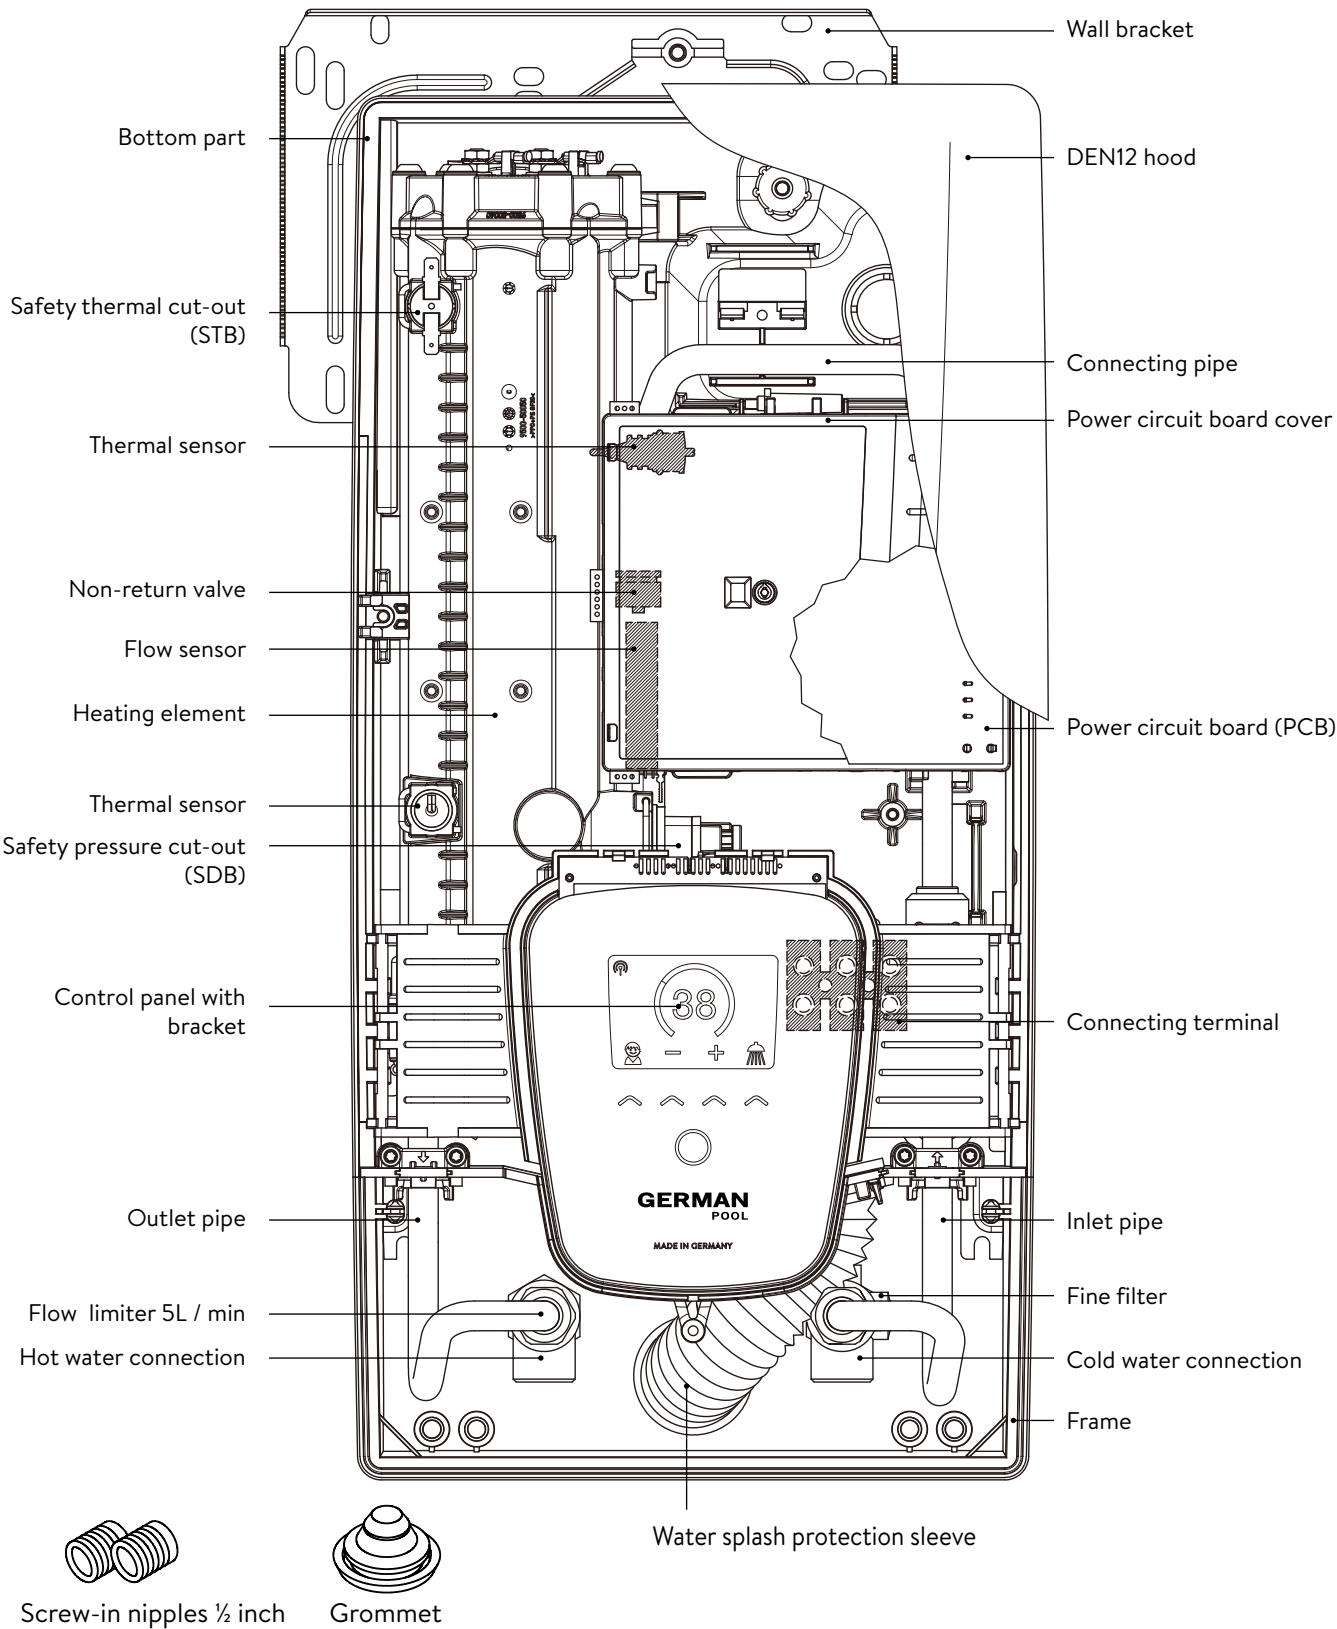 Wall bracket
Bottom part
DEN12 hood
Safety thermal cut-out
(STB)
Connecting pipe
Power circuit board cover
Thermal sensor
Non-return valve
Flow sensor
Heating element
Power circuit board (PCB)
Thermal sensor
Safety pressure cut-out
(SDB)
38
Control panel with
bracket
Connecting terminal
GERMAN
POOL
MADE IN GERMANY
Outlet pipe
Inlet pipe
Fine filter
Flow limiter 5L / min
Hot water connection
Cold water connection
Frame
Water splash protection sleeve
Screw-in nipples ½ inch
Grommet